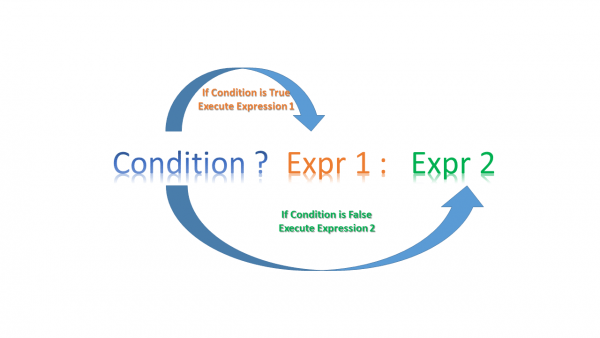 If Condition is True
Execute Expression 1
Condition ? Expr 1 : Expr 2
If Condition is False
Execute Expression 2